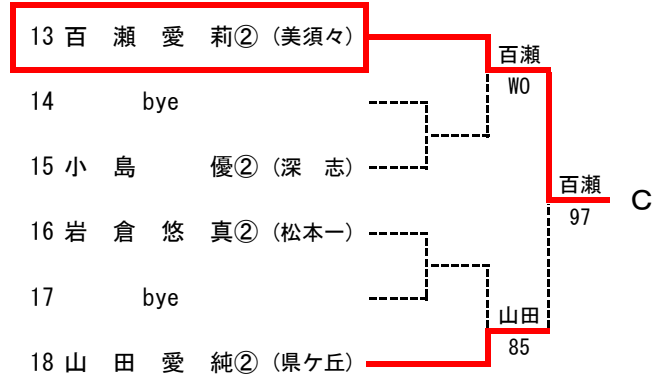 13 百 瀬 愛 莉② (美須々)
百瀬
WO
14 bye
15 小 島 優② (深 志)
百瀬
97
C
16 岩 倉 悠 真② (松本一)
17 bye
山田
85
18 山 田 愛 純② (県ケ丘)